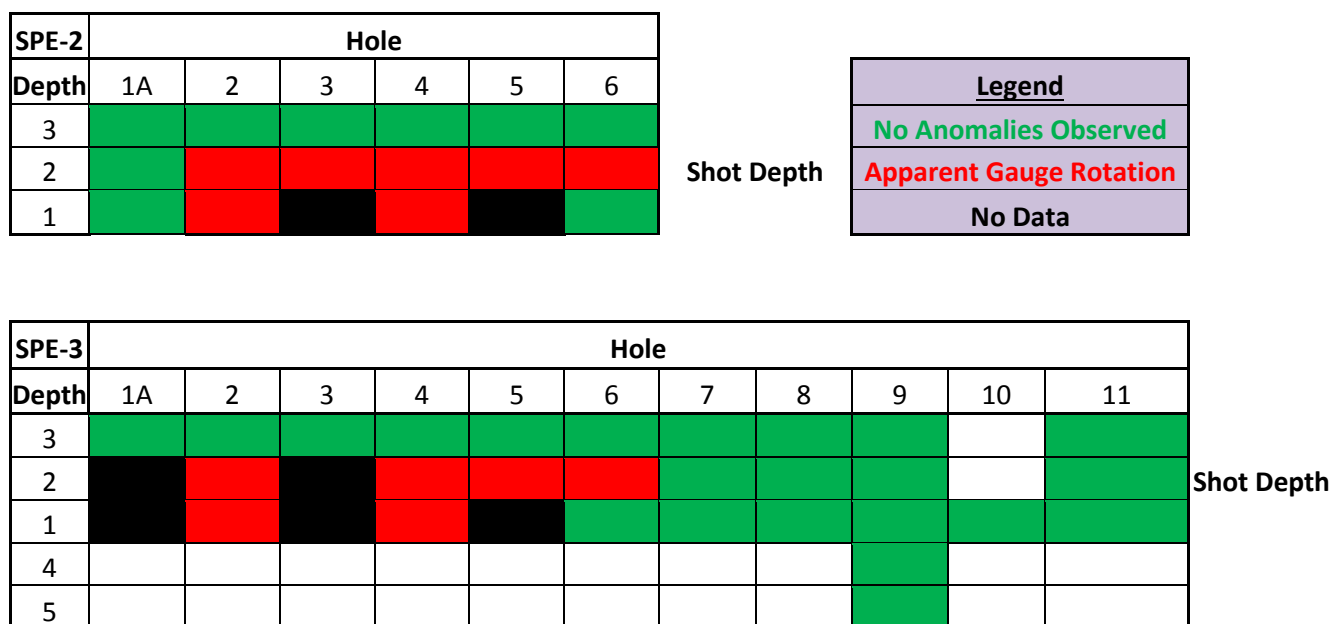 SPE-2 Hole
Depth 1A 2 3 4 5 6 Legend
3 No Anomalies Observed
2 Shot Depth Apparent Gauge Rotation
1 No Data
SPE-3 Hole
Depth 1A 2 3 4 5 6 7 8 9 10 11
3
2 Shot Depth
1
4
5